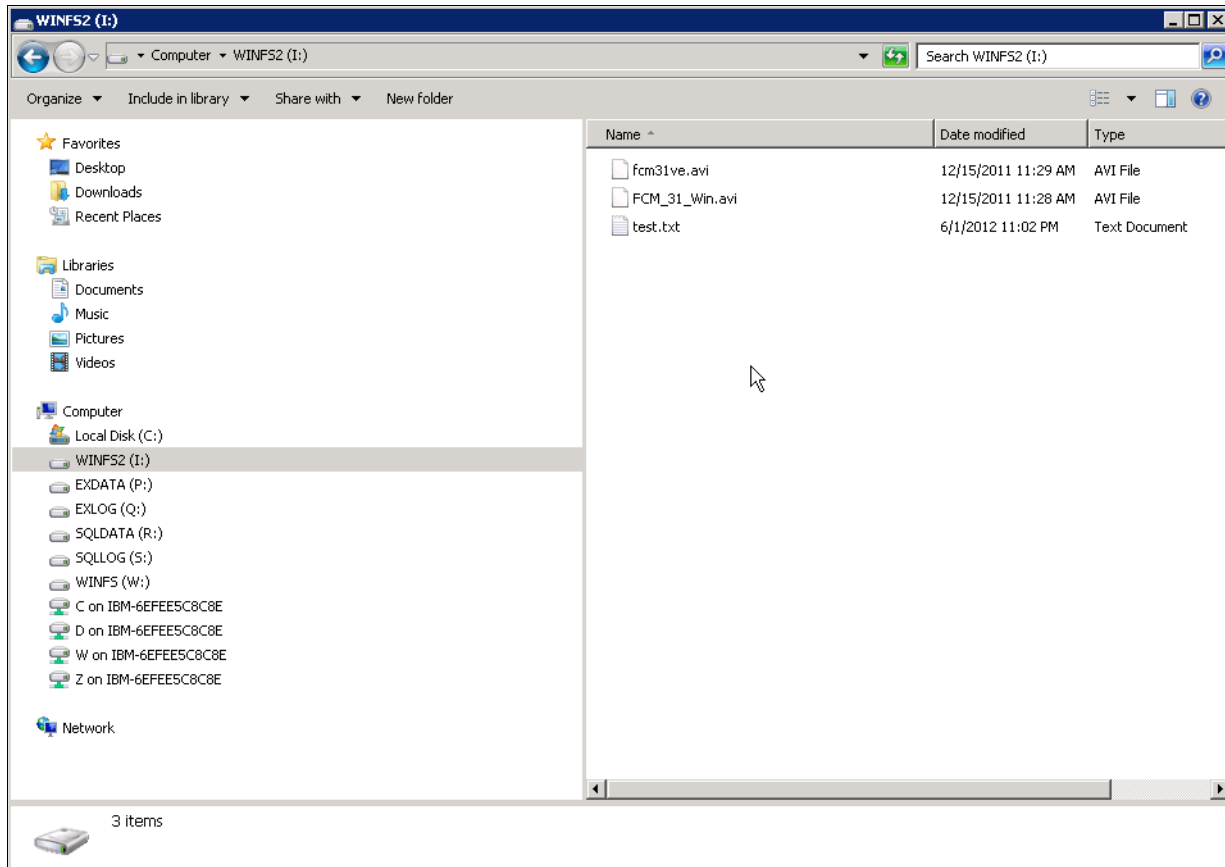 WINFS2 (I:)
Computer WINFS2 (I:)
Search WINFS2 (I:)
Organize Include in library Share with New folder
Favorites
Desktop
Downloads
Recent Places
Libraries
Documents
Music
Pictures
Videos
Computer
Local Disk (C:)
WINFS2 (I:)
EXDATA (P:)
EXLOG (Q:)
SQLDATA (R:)
SQLLOG (S:)
WINFS (W:)
C on IBM-6EFEE5C8C8E
D on IBM-6EFEE5C8C8E
W on IBM-6EFEE5C8C8E
Z on IBM-6EFEE5C8C8E
Network
Name Date modified Type
fcm31ve.avi 12/15/2011 11:29 AM AVI File
FCM_31_Win.avi 12/15/2011 11:28 AM AVI File
test.txt 6/1/2012 11:02 PM Text Document
3 items